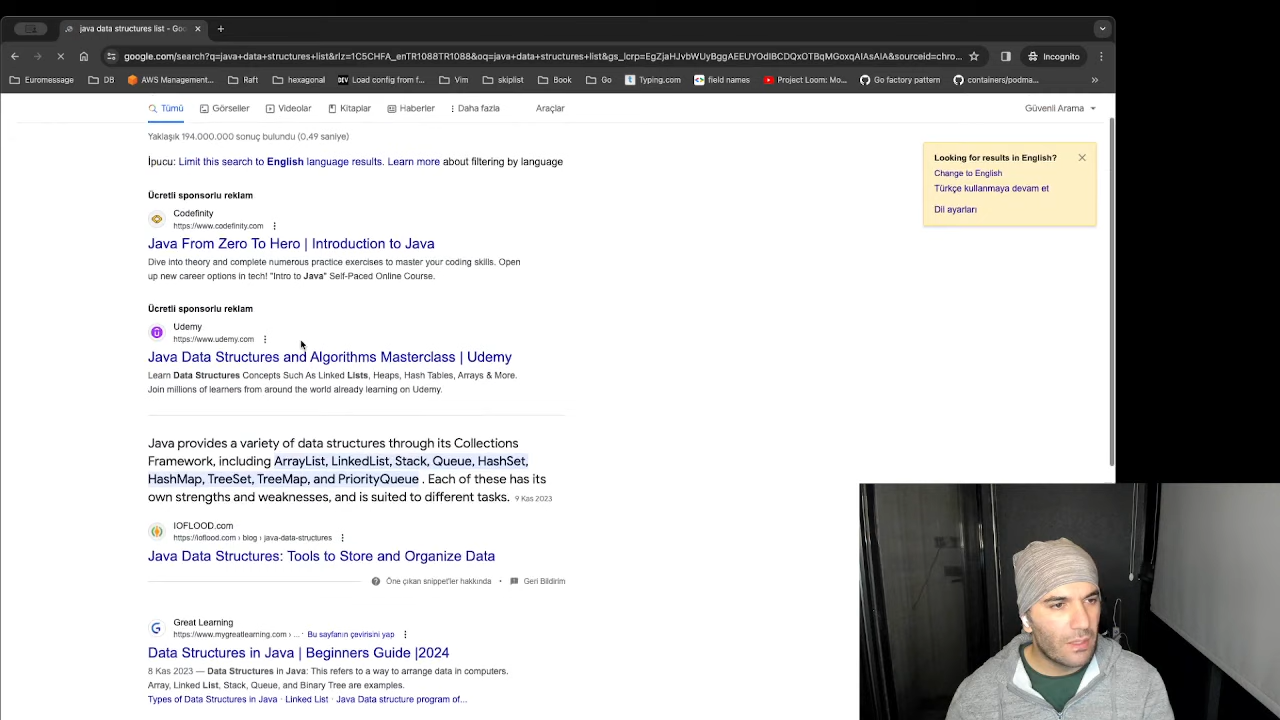 java data structures list - Goo
google.com/search?q=java+data+structures+list&rlz=1C5CHFA_enTR1088TR1088&oq=java+data+structures+list&gs_lcrp=EgZjaHJvbWUyBggAEEUYOdIBCDQxOTBqMGoxqAIAsAIA&sourceid=chro...
Incognito
Euromessage
DB
AWS Management...
Raft
hexagonal
Load config from f...
Vim
skiplist
Book
Go
Typing.com
field names
Project Loom: Mo...
Go factory pattern
containers/podma...
Tümü
Görseller
Videolar
Kitaplar
Haberler
Daha fazla
Araçlar
Güvenli Arama
Yaklaşık 194.000.000 sonuç bulundu (0,49 saniye)
İpucu: Limit this search to English language results. Learn more about filtering by language
Looking for results in English?
Change to English
Türkçe kullanmaya devam et
Dil ayarları
Ücretli sponsorlu reklam
Codefinity
https://www.codefinity.com
Java From Zero To Hero | Introduction to Java
Dive into theory and complete numerous practice exercises to master your coding skills. Open
up new career options in tech! "Intro to Java" Self-Paced Online Course.
Ücretli sponsorlu reklam
Udemy
https://www.udemy.com
Java Data Structures and Algorithms Masterclass | Udemy
Learn Data Structures Concepts Such As Linked Lists, Heaps, Hash Tables, Arrays & More.
Join millions of learners from around the world already learning on Udemy.
Java provides a variety of data structures through its Collections
Framework, including ArrayList, LinkedList, Stack, Queue, HashSet,
HashMap, TreeSet, TreeMap, and PriorityQueue . Each of these has its
own strengths and weaknesses, and is suited to different tasks. 9 Kas 2023
IOFLOOD.com
https://ioflood.com › blog › java-data-structures
Java Data Structures: Tools to Store and Organize Data
Öne çıkan snippet'ler hakkında • Geri Bildirim
Great Learning
https://www.mygreatlearning.com › ... · Bu sayfanın çevirisini yap
Data Structures in Java | Beginners Guide |2024
8 Kas 2023 — Data Structures in Java: This refers to a way to arrange data in computers.
Array, Linked List, Stack, Queue, and Binary Tree are examples.
Types of Data Structures in Java · Linked List · Java Data structure program of...